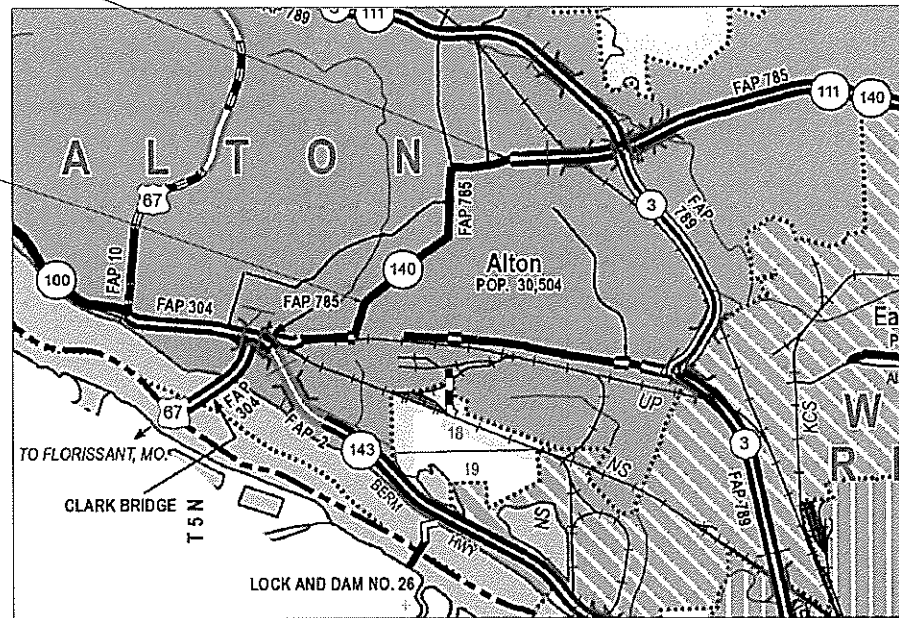 789
111
FAP 785
111
140
A L T O N
67
FAP 785
3
FAP
789
100
FAP 10
140
Alton
POP. 30,504
FAP 304
FAP 785
67
FAP
304
FAP 2
143
18
19
UP
NS
NS
3
KCS
W
R
FAP 789
TO FLORISSANT, MO.
CLARK BRIDGE
T5N
BERM
HWY
LOCK AND DAM NO. 26